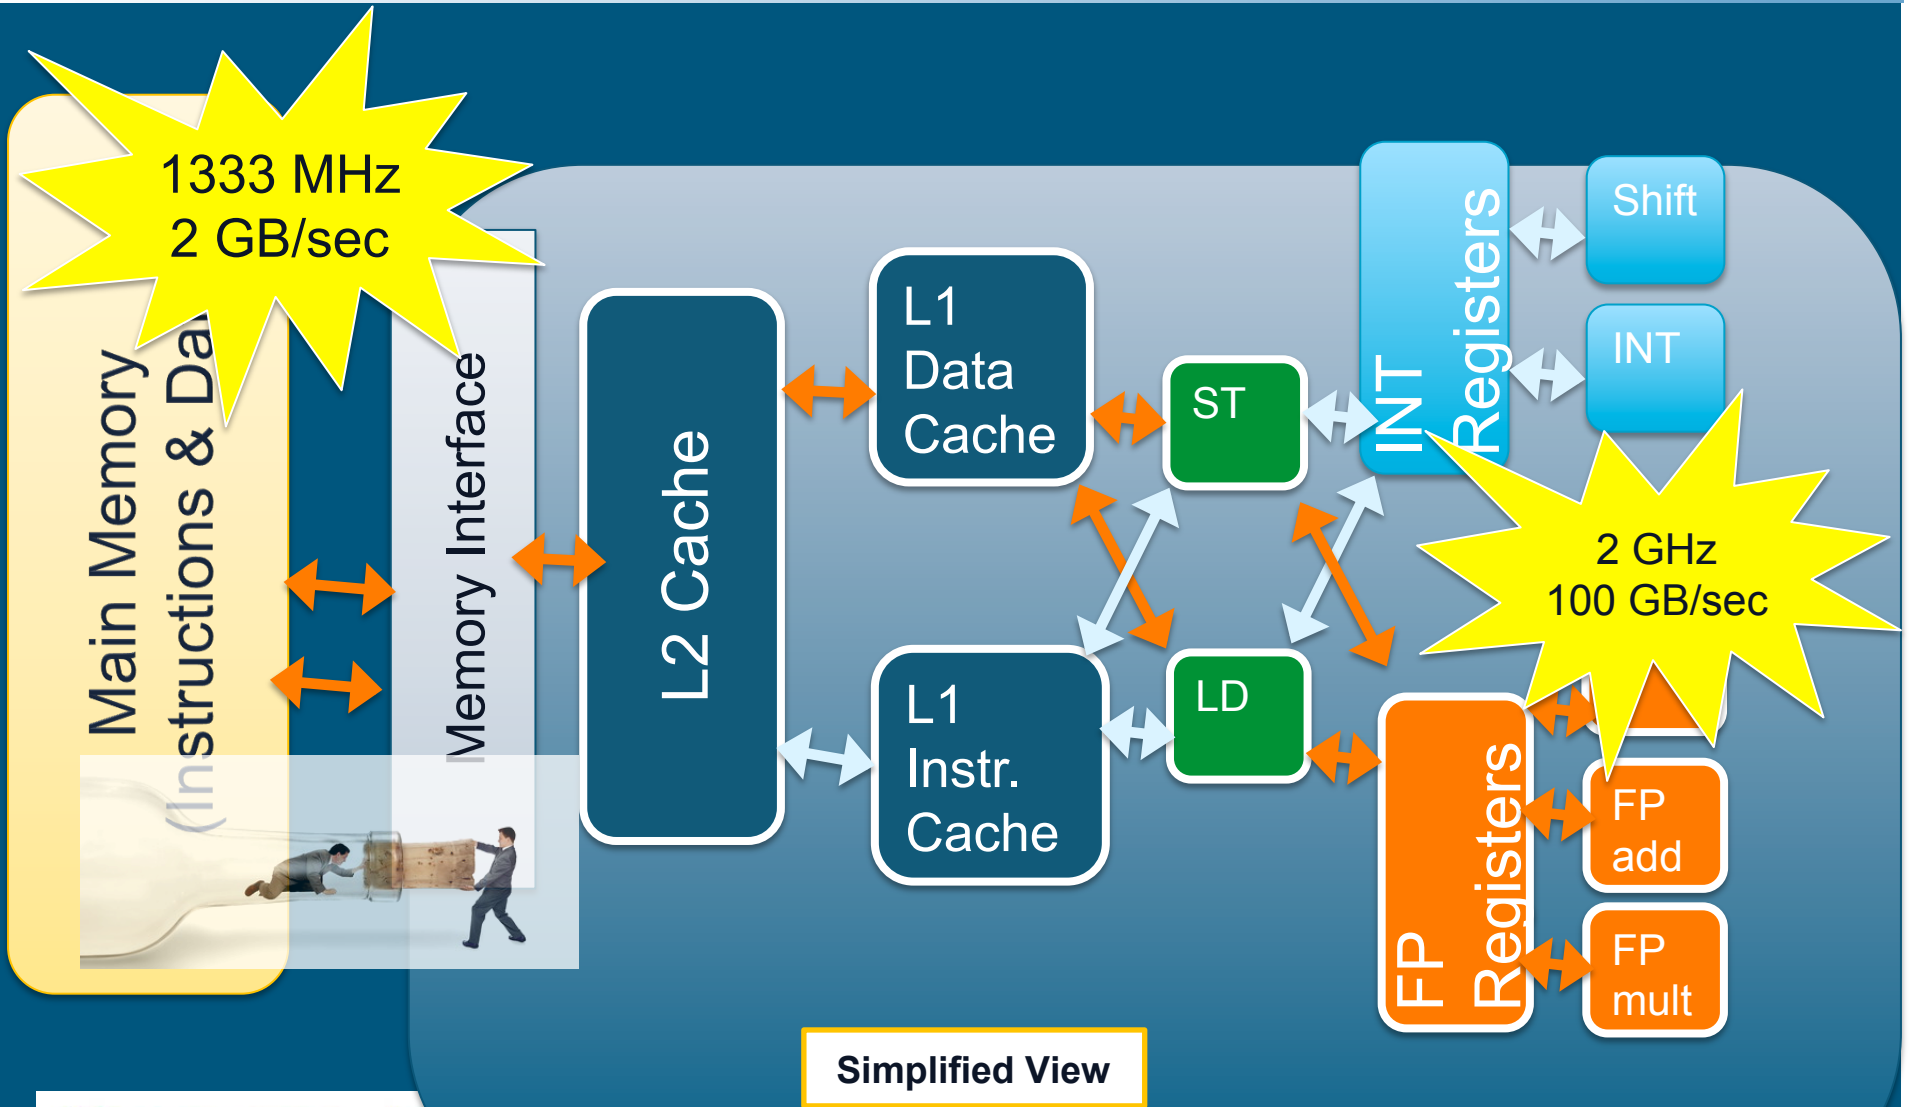 1333 MHz
2 GB/sec
Main Memory
(Instructions & Da
Memory Interface
L2 Cache
L1
Data
Cache
L1
Instr.
Cache
ST
LD
INT
Registers
Shift
INT
2 GHz
100 GB/sec
FP
Registers
FP
add
FP
mult
Simplified View